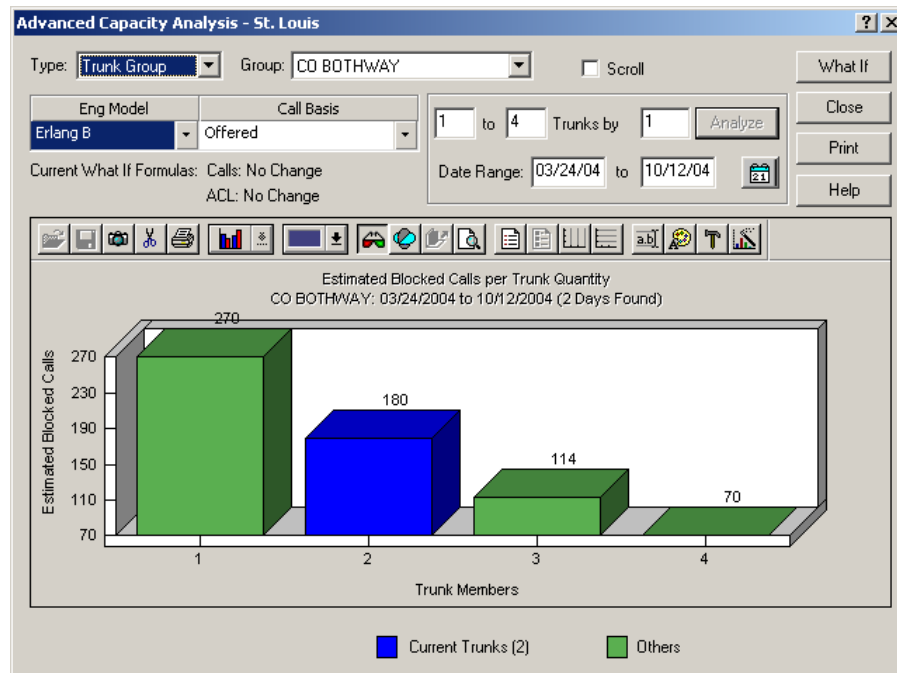 Advanced Capacity Analysis - St. Louis
Type: Trunk Group Group: CO BOTHWAY Scroll What If
Eng Model Call Basis
Erlang B Offered
1 to 4 Trunks by 1 Analyze
Close
Print
Current What If Formulas: Calls: No Change
ACL: No Change
Date Range: 03/24/04 to 10/12/04 21
Help
a.b
Estimated Blocked Calls per Trunk Quantity
CO BOTHWAY: 03/24/2004 to 10/12/2004 (2 Days Found)
Estimated Blocked Calls
270
230
190
150
110
70
270
180
114
70
1 2 3 4
Trunk Members
Current Trunks (2) Others